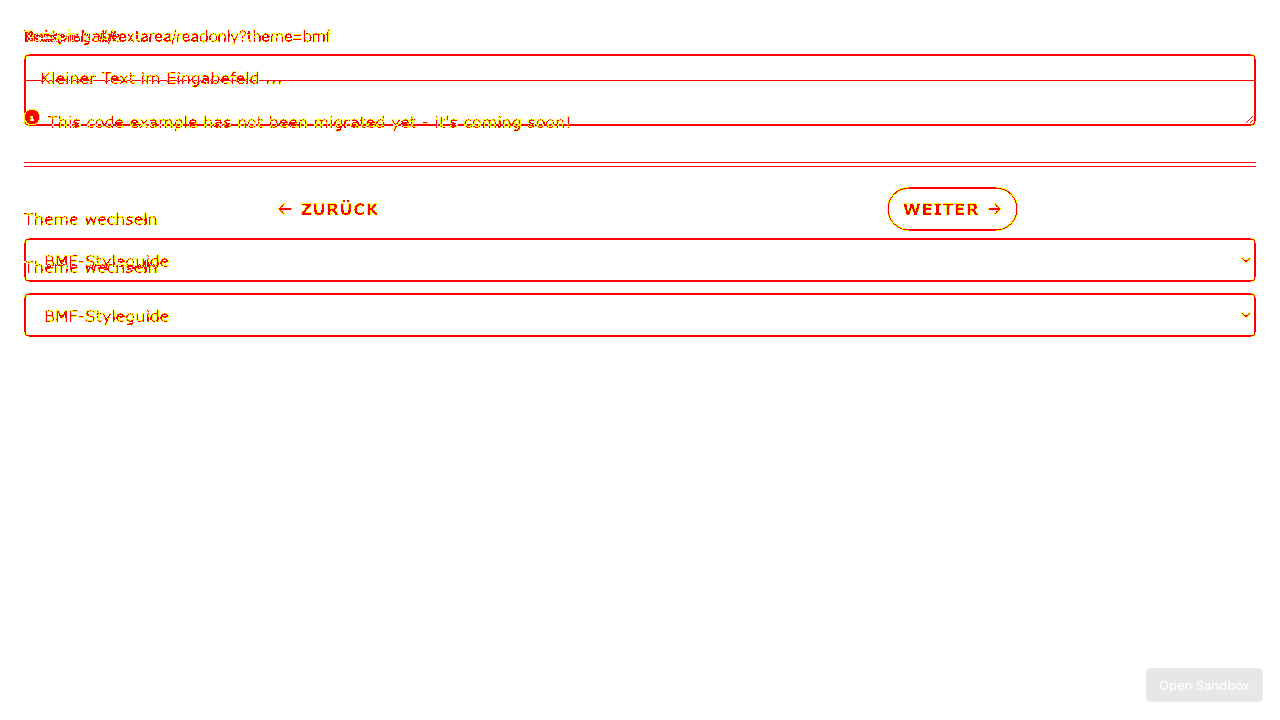 /textarea/readonly?theme=bmf
Kleiner Text im Eingabefeld ...
This code example has not been migrated yet - it's coming soon!
← ZURÜCK
WEITER →
Theme wechseln
BMF-Styleguide
Theme wechseln
BMF-Styleguide
Open Sandbox